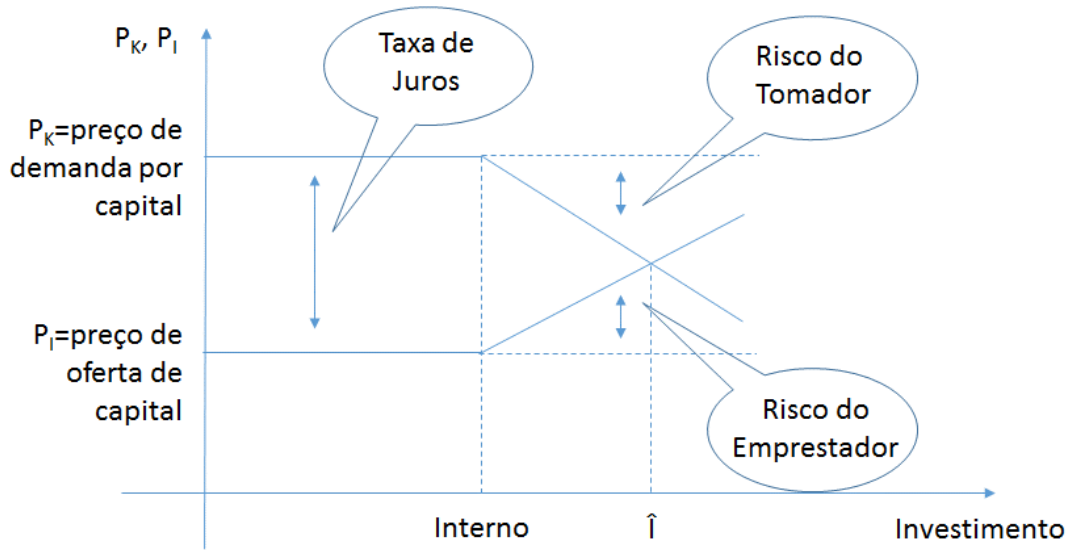 P_K, P_I
Taxa de
Juros
Risco do
Tomador
P_K=preço de
demanda por
capital
P_I=preço de
oferta de
capital
Risco do
Emprestador
Interno
Î
Investimento